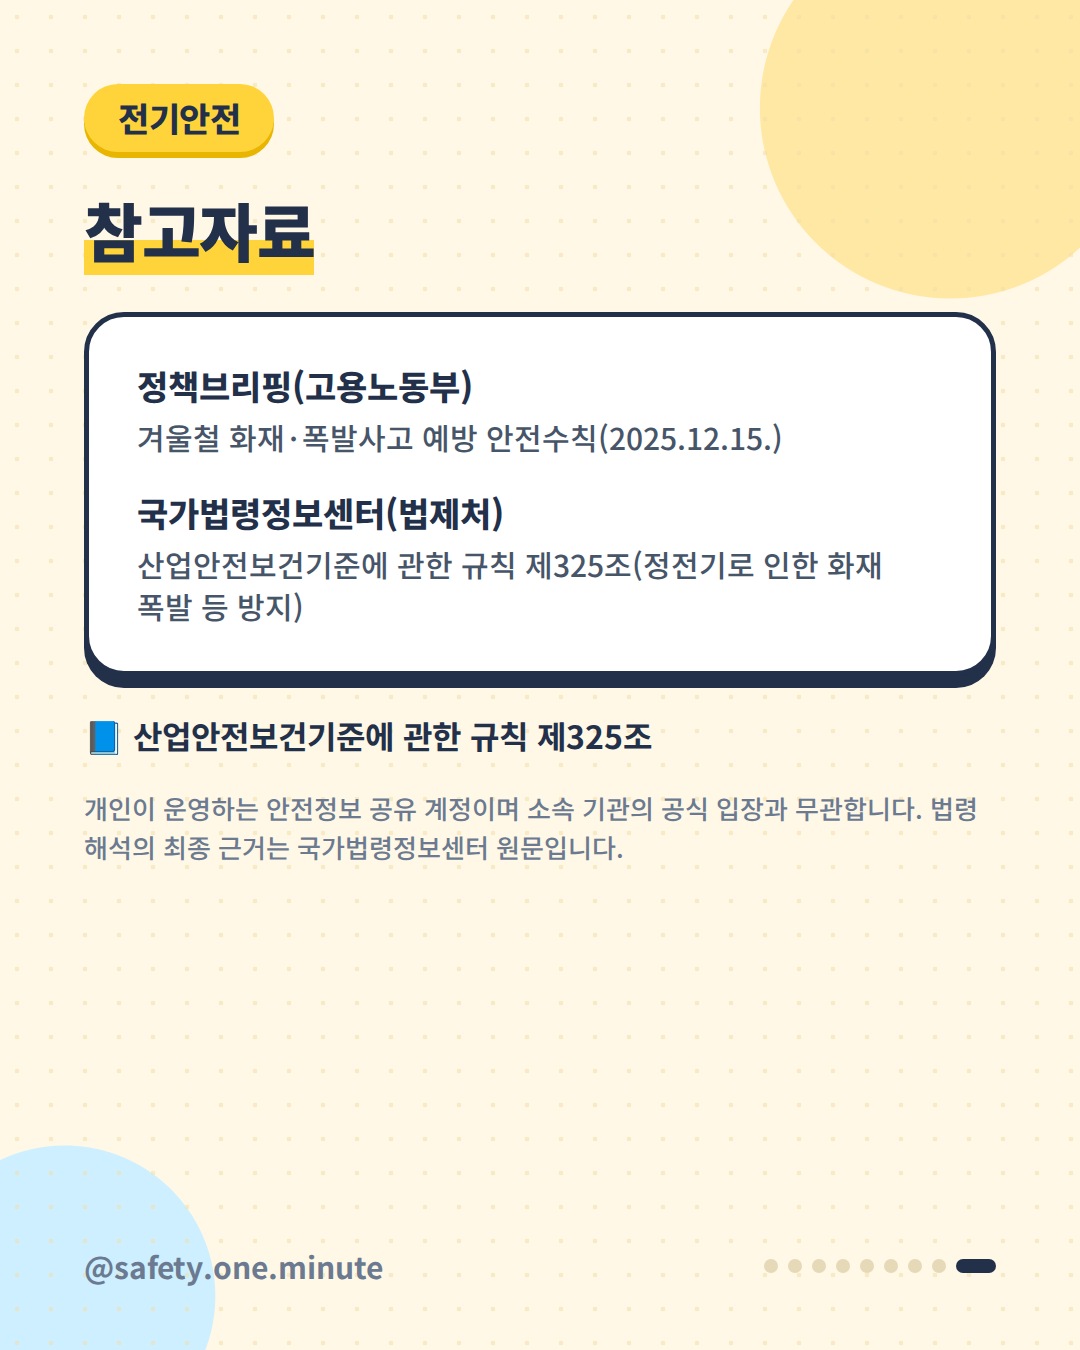 전기안전
참고자료
정책브리핑(고용노동부)
겨울철 화재·폭발사고 예방 안전수칙(2025.12.15.)
국가법령정보센터(법제처)
산업안전보건기준에 관한 규칙 제325조(정전기로 인한 화재
폭발 등 방지)
📘 산업안전보건기준에 관한 규칙 제325조
개인이 운영하는 안전정보 공유 계정이며 소속 기관의 공식 입장과 무관합니다. 법령
해석의 최종 근거는 국가법령정보센터 원문입니다.
@safety.one.minute